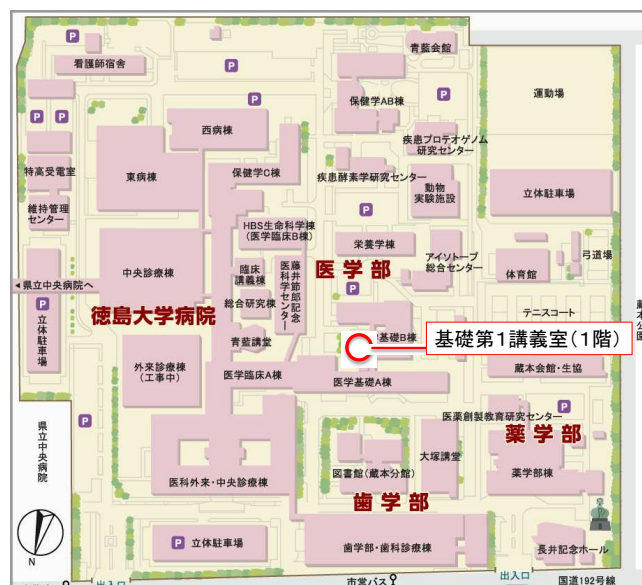 青藍会館
P
看護師宿舎
P
P
P
保健学AB棟
P
P
西病棟
疾患プロテオゲノム
研究センター
運動場
特高受電室
東病棟
保健学C棟
疾患酵素学研究センター
維持管理
センター
動物
実験施設
立体駐車場
P
HBS生命科学棟
(医学臨床B棟)
栄養学棟
弓道場
中央診療棟
臨床
講義棟
藤井節郎記念
医科学センター
医学部
アイソトープ
総合センター
体育館
◀県立中央病院へ
P
立体駐車場
総合研究棟
P
テニスコート
蔵本公園
徳島大学病院
青藍講堂
基礎B棟
基礎第1講義室(1階)
外来診療棟
(工事中)
医学臨床A棟
医学基礎A棟
蔵本会館・生協
県立中央病院
P
医薬創製教育研究センター
P
薬学部
大塚講堂
図書館(蔵本分館)
医科外来・中央診療棟
薬学部棟
歯学部
N
P
立体駐車場
歯学部・歯科診療棟
長井記念ホール
出入口
市営バス
出入口
国道192号線